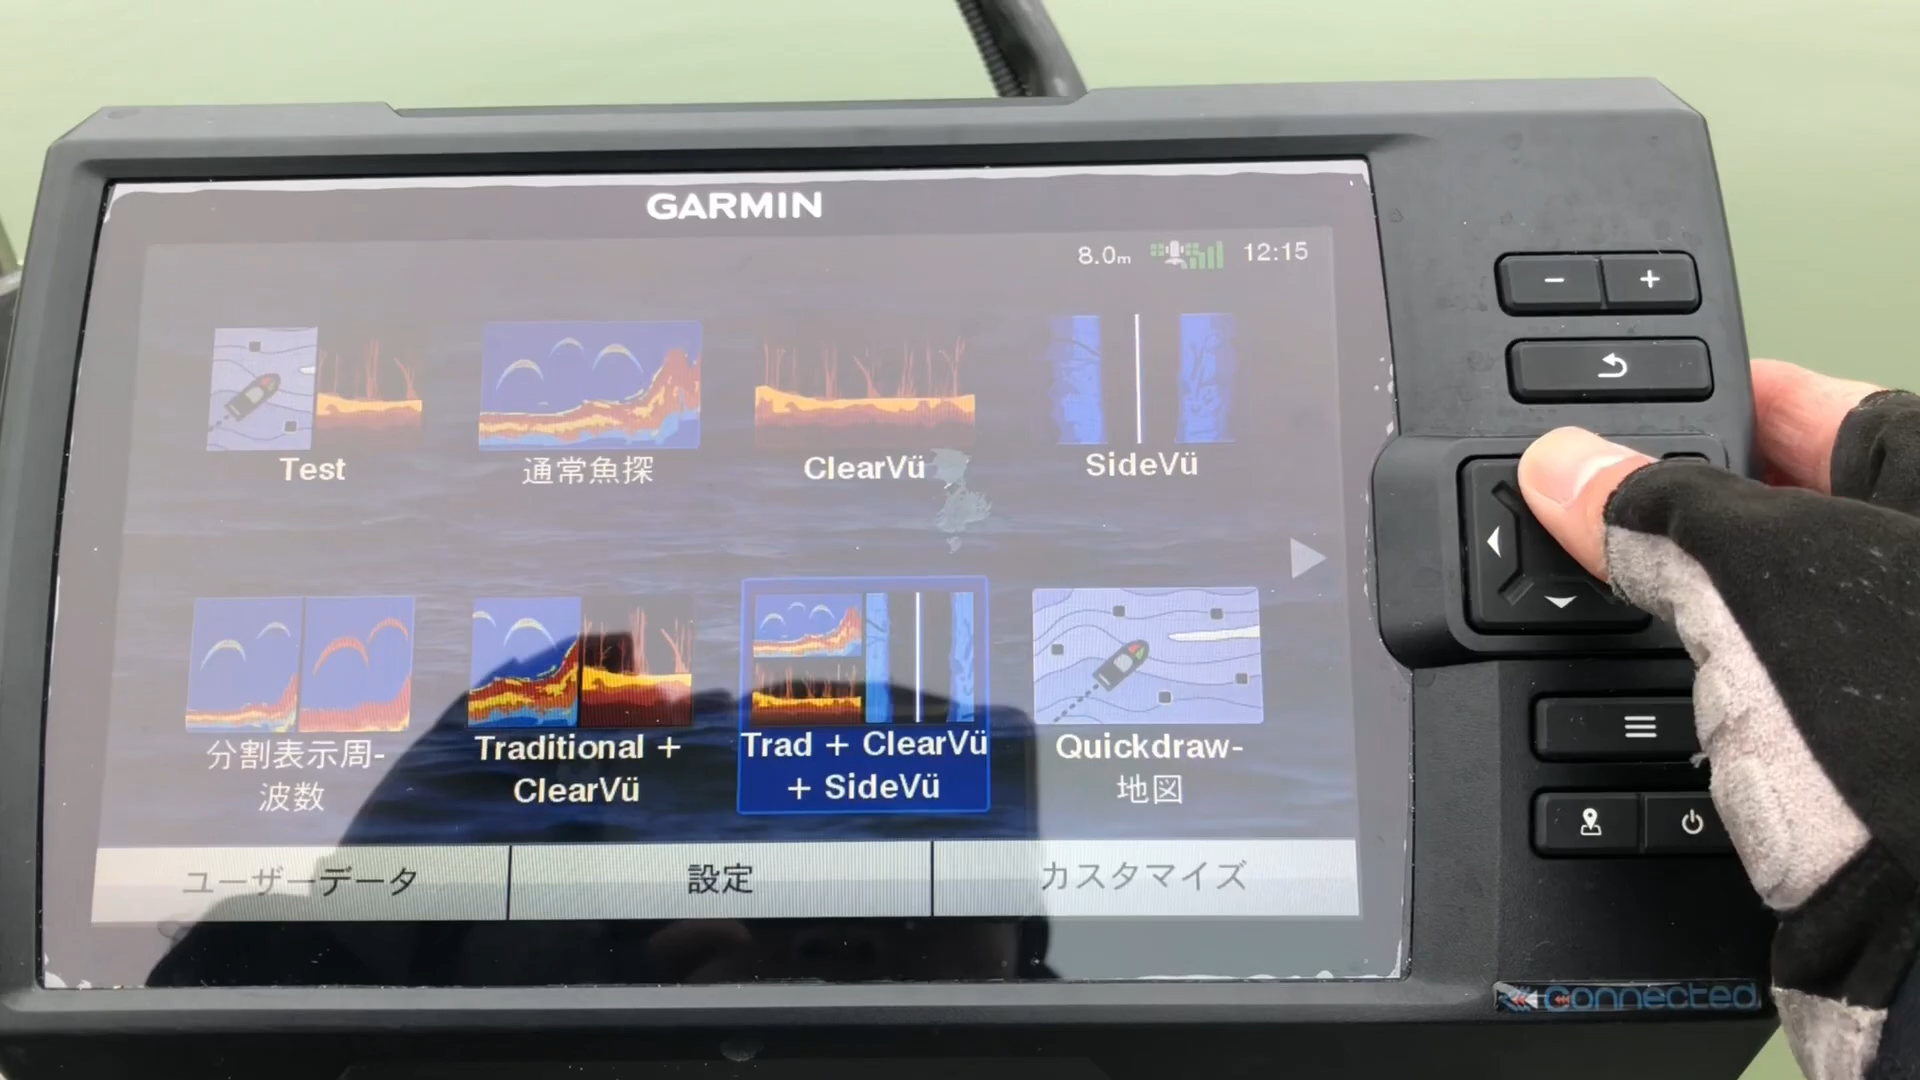 GARMIN
8.0m 12:15
Test
通常魚探
ClearVü
SideVü
分割表示周-
波数
Traditional +
ClearVü
Trad + ClearVü
+ SideVü
Quickdraw-
地図
ユーザーデータ
設定
カスタマイズ
Connected